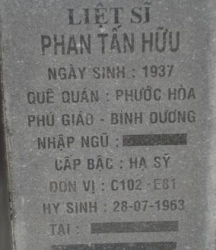 LIỆT SĨ
PHAN TẤN HỮU
NGÀY SINH : 1937
QUÊ QUÁN : PHƯỚC HÒA
PHÚ GIÁO - BÌNH DƯƠNG
NHẬP NGŨ :
CẤP BẬC : HẠ SỸ
ĐƠN VỊ : C102 - E81
HY SINH : 28-07-1963
TẠI :